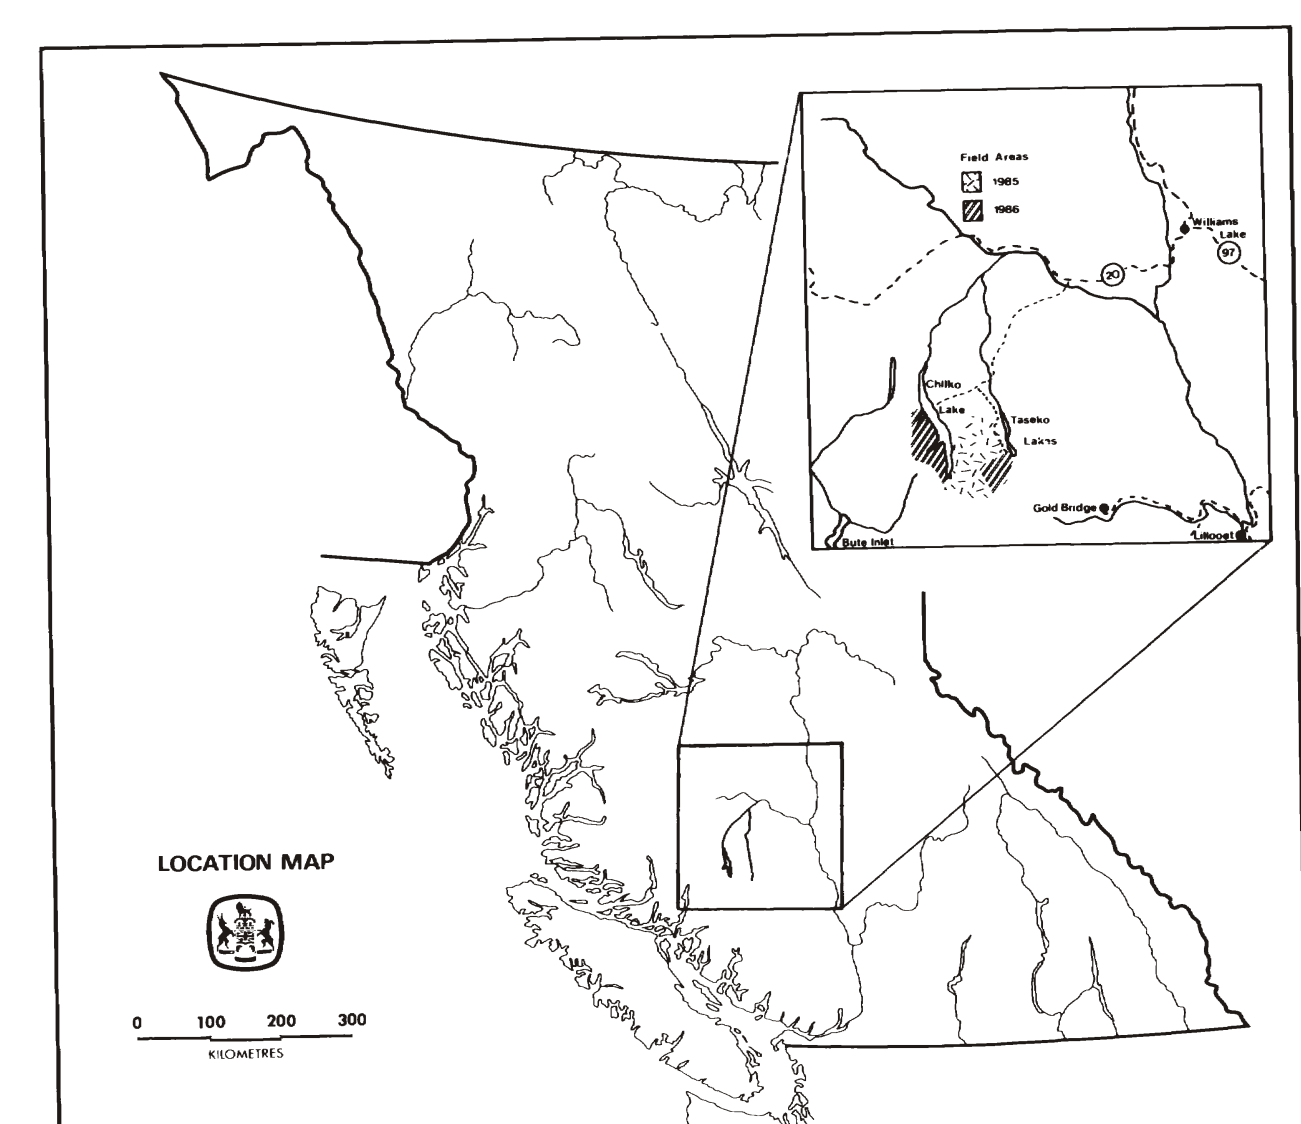 Field Areas
1985
1986
Williams
Lake
97
20
Chilko
Lake
Taseko
Lakes
Gold Bridge
Lillooet
Bute Inlet
LOCATION MAP
0 100 200 300
KILOMETRES